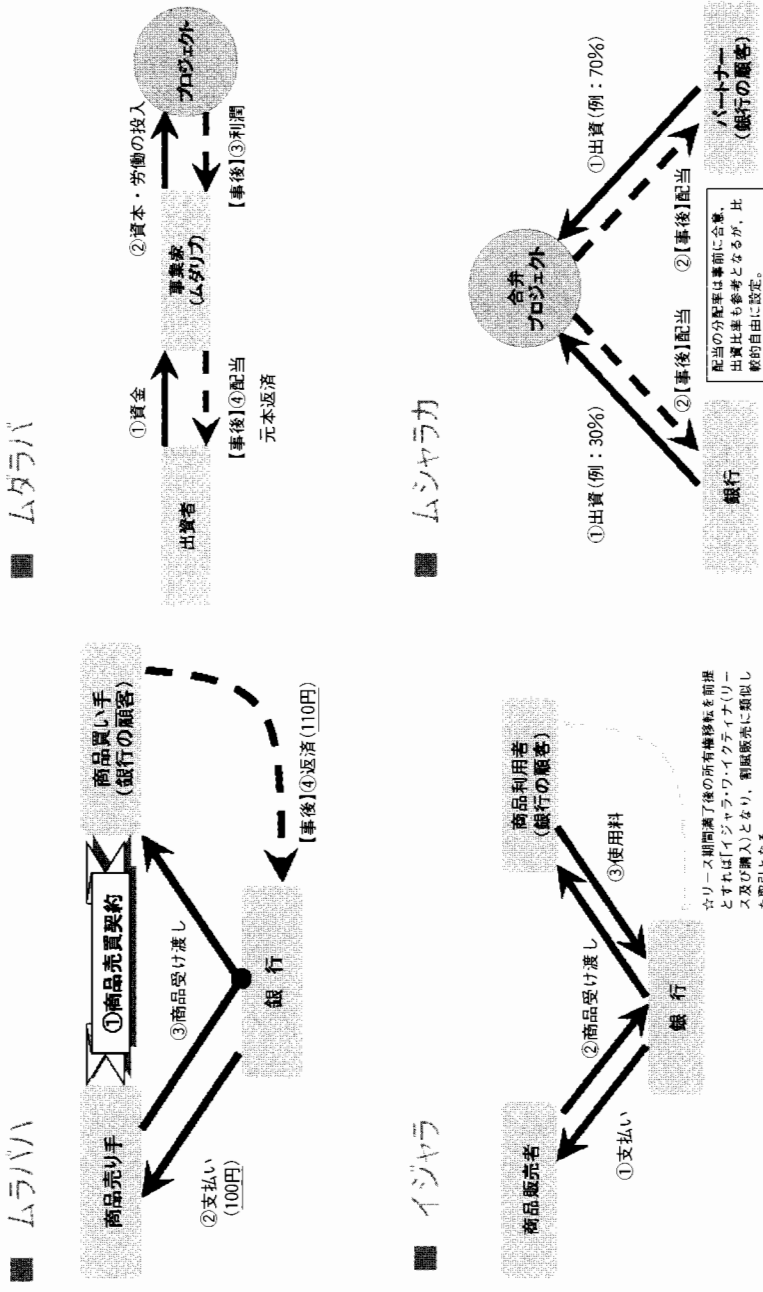 ■ ムラバハ
商品売り手
①商品売買契約
商品買い手
(銀行の顧客)
②支払い
(100円)
③商品受け渡し
銀 行
【事後】④返済(110円)
■ ムダラバ
出資者
①資金
【事後】④配当
元本返済
事業家
(ムダリブ)
②資本・労働の投入
【事後】③利潤
プロジェクト
■ イジャラ
商品販売者
①支払い
②商品受け渡し
銀 行
商品利用者
(銀行の顧客)
③使用料
☆リース期間満了後の所有権移転を前提
とすれば「イジャラ・ワ・イクティナ(リー
ス及び購入)となり、割賦販売に類似し
た取引となる
■ ムシャラカ
①出資(例:30%)
銀行
②【事後】配当
合弁
プロジェクト
①出資(例:70%)
②【事後】配当
パートナー
(銀行の顧客)
配当の分配率は事前に合意、
出資比率も参考となるが、比
較的自由に設定。